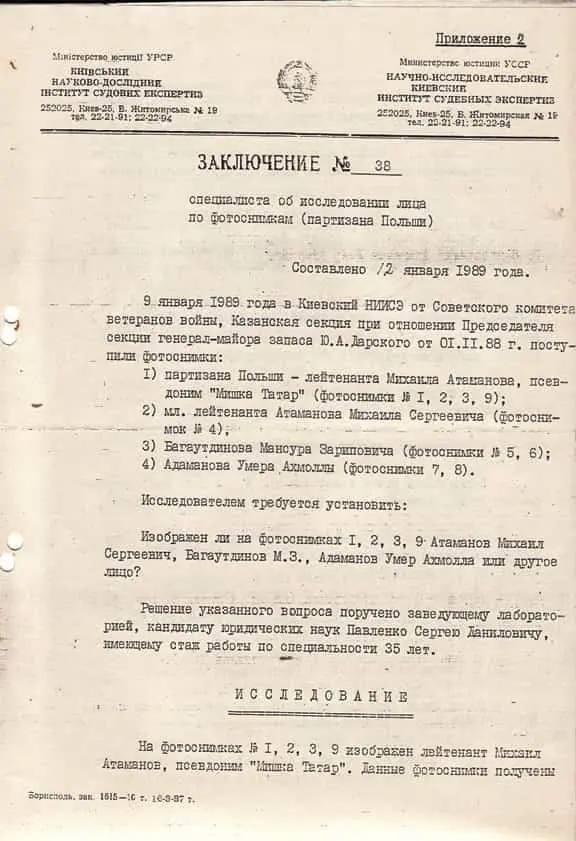 Приложение 2
Міністерство юстиції УРСР
КИЇВСЬКИЙ
НАУКОВО-ДОСЛІДНИЙ
ІНСТИТУТ СУДОВИХ ЕКСПЕРТИЗ
252025, Київ-25, В. Житомирська № 19
тел. 22-21-91; 22-22-94
Министерство юстиции УССР
НАУЧНО-ИССЛЕДОВАТЕЛЬСКИЕ
КИЕВСКИЙ
ИНСТИТУТ СУДЕБНЫХ ЭКСПЕРТИЗ
252025, Киев-25, В. Житомирская № 19
тел. 22-21-91; 22-22-94
ЗАКЛЮЧЕНИЕ № 38
специалиста об исследовании лица
по фотоснимкам (партизана Польши)
Составлено 12 января 1989 года.
9 января 1989 года в Киевский НИИСЭ от Советского комитета
ветеранов войны, Казанская секция при отношении Председателя
секции генерал-майора запаса Ю.А.Дарского от 01.II.88 г. посту-
пили фотоснимки:
I) партизана Польши - лейтенанта Михаила Атаманова, псев-
доним "Мишка Татар" (фотоснимки № I, 2, 3, 9);
2) мл. лейтенанта Атаманова Михаила Сергеевича (фотосни-
мок № 4);
3) Багаутдинова Мансура Зариповича (фотоснимки № 5, 6);
4) Адаманова Умера Ахмоллы (фотоснимки 7, 8).
Исследователем требуется установить:
Изображен ли на фотоснимках I, 2, 3, 9 Атаманов Михаил
Сергеевич, Багаутдинов М.З., Адаманов Умер Ахмолла или другое
лицо?
Решение указанного вопроса поручено заведующему лаборато-
рией, кандидату юридических наук Павленко Сергею Даниловичу,
имеющему стаж работы по специальности 35 лет.
ИССЛЕДОВАНИЕ
На фотоснимках № I, 2, 3, 9 изображен лейтенант Михаил
Атаманов, псевдоним "Мишка Татар". Данные фотоснимки получены
Борисполь. зак. 1615—10 т. 16-3-87 г.